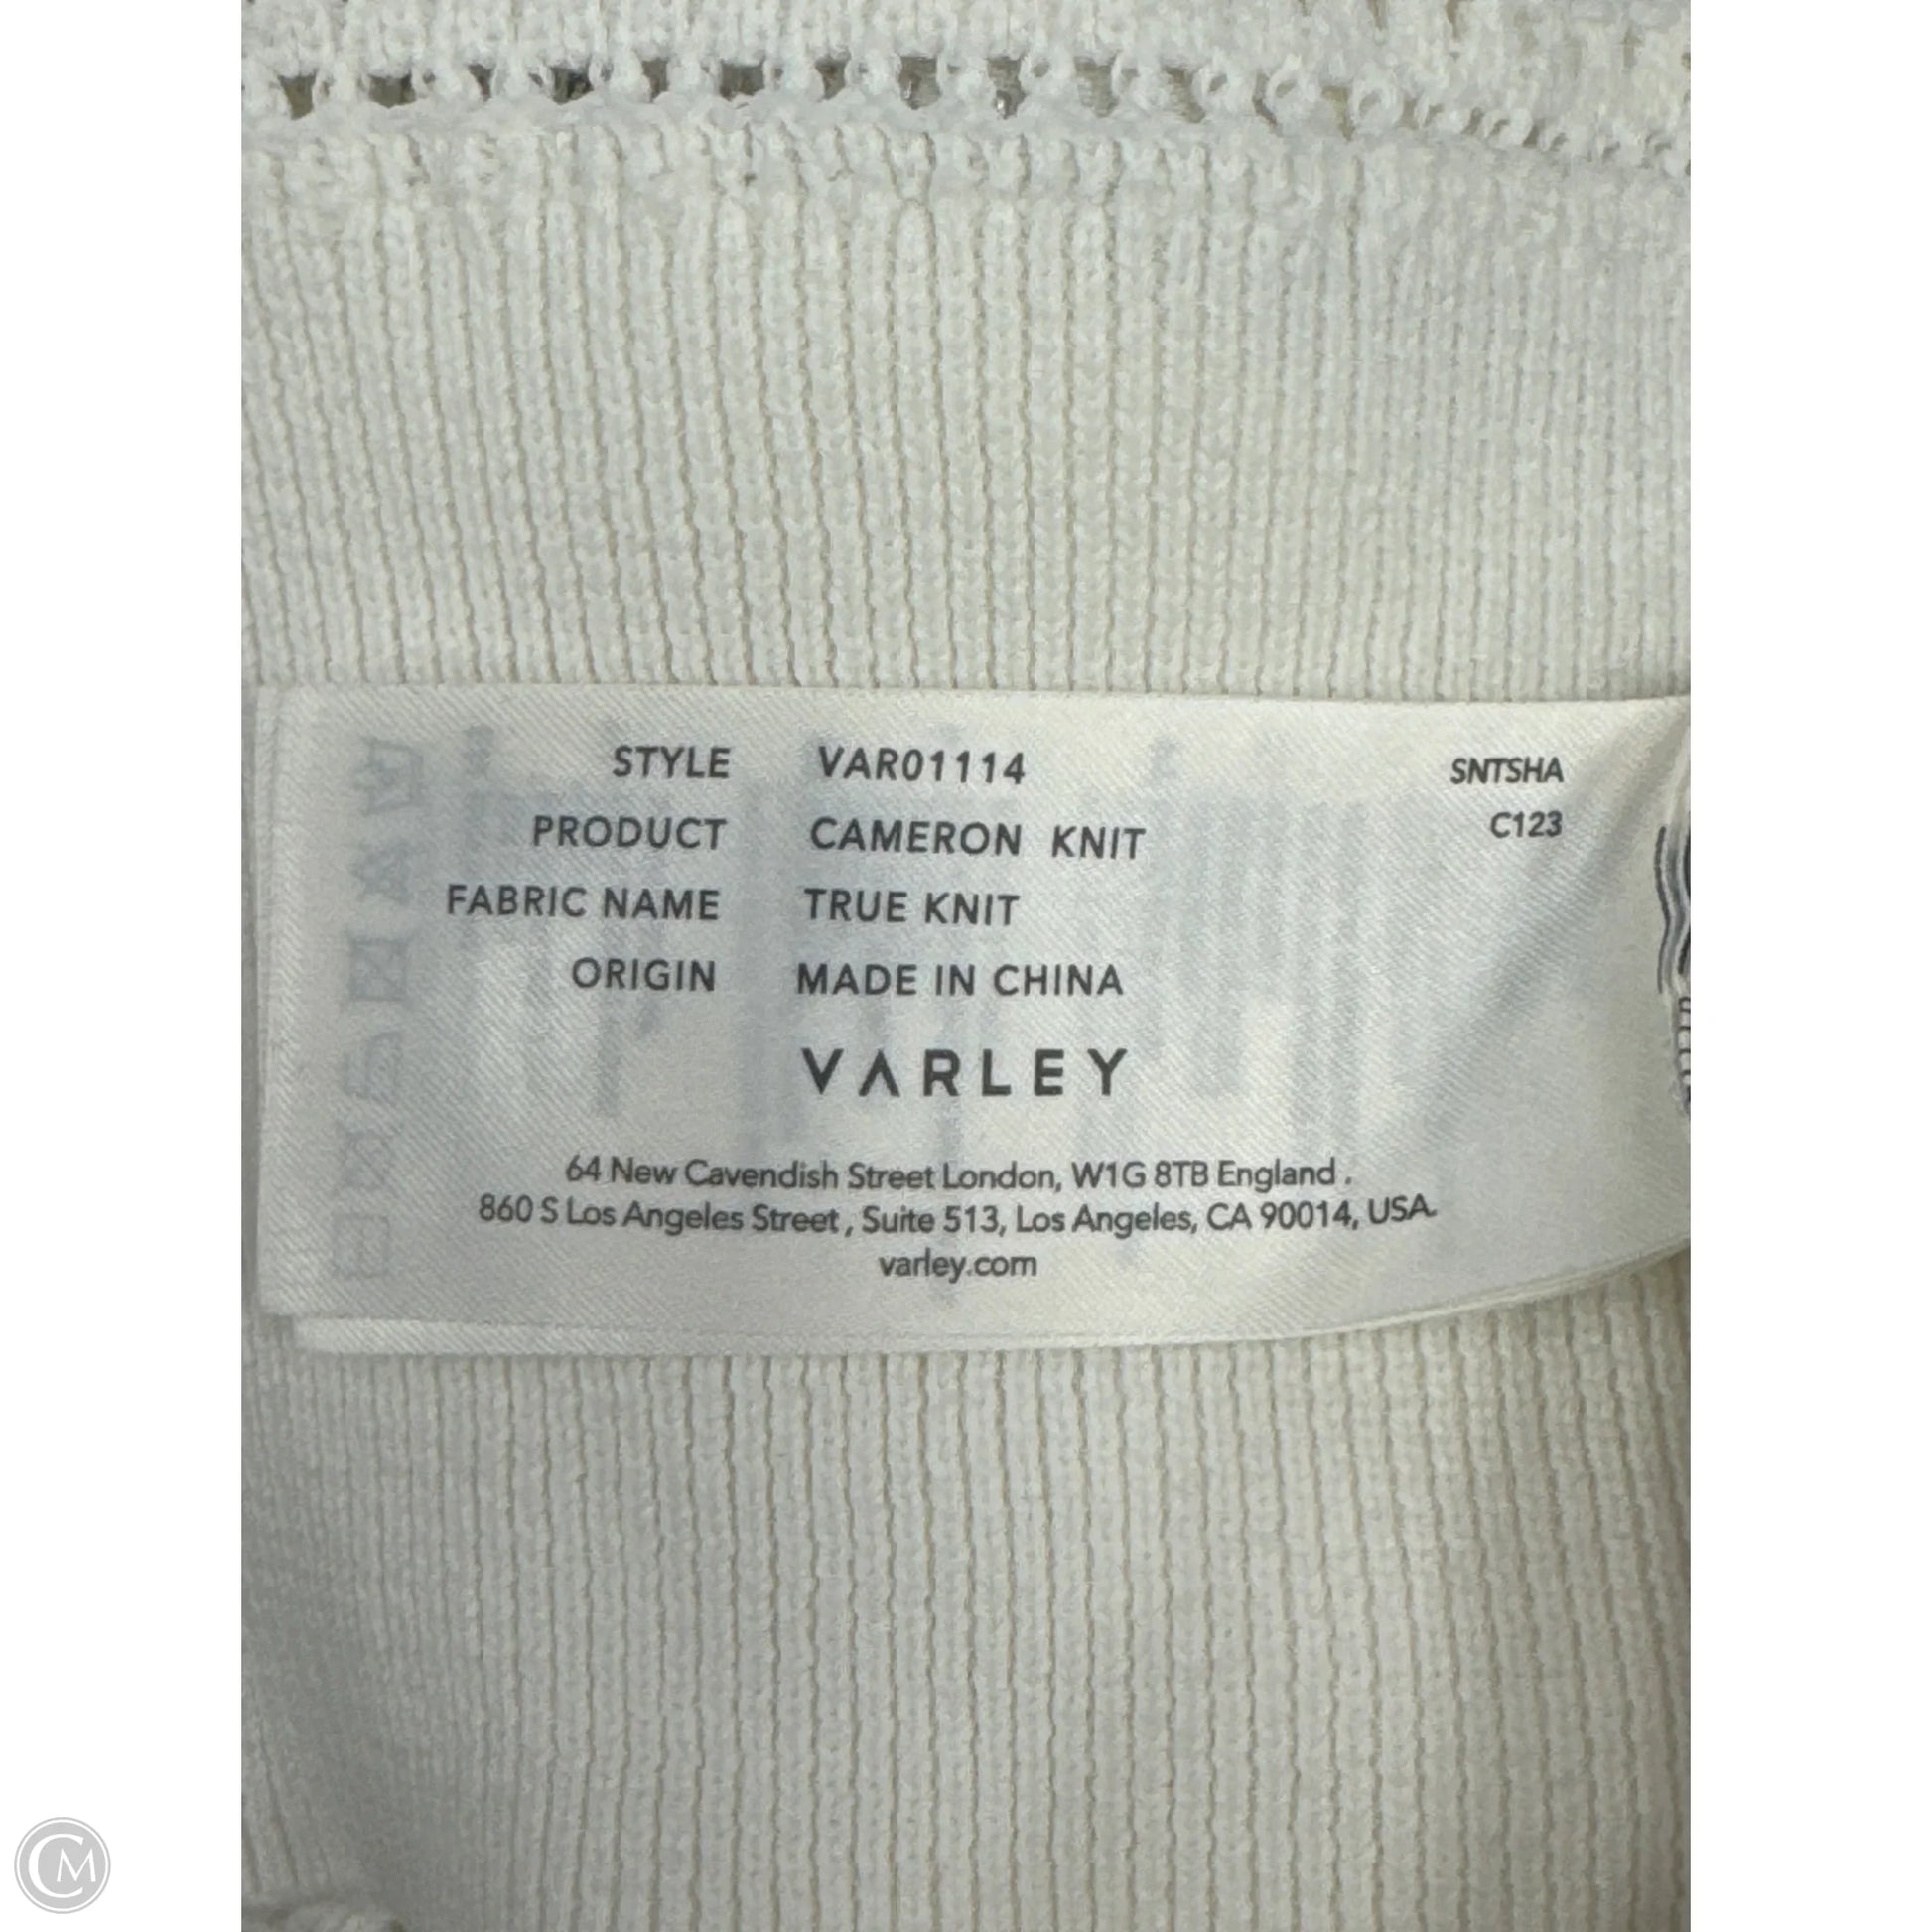 STYLE VAR01114 SNTSHA
PRODUCT CAMERON KNIT C123
FABRIC NAME TRUE KNIT
ORIGIN MADE IN CHINA
VARLEY
64 New Cavendish Street London, W1G 8TB England .
860 S Los Angeles Street , Suite 513, Los Angeles, CA 90014, USA.
varley.com
CM